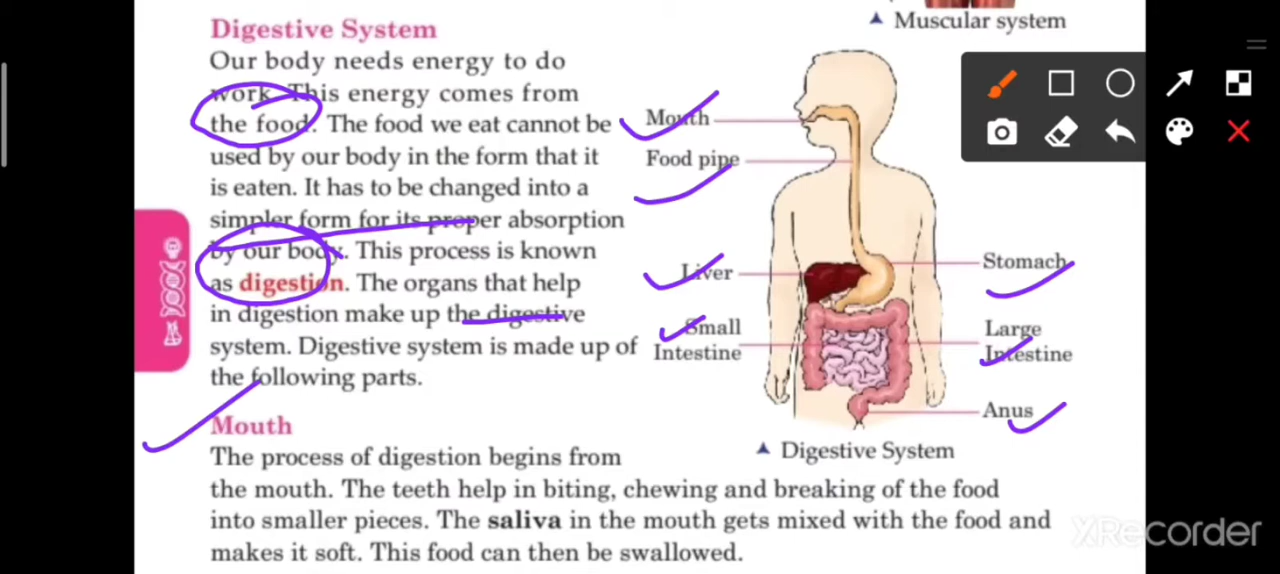 Muscular system
Digestive System
Our body needs energy to do
work. This energy comes from
the food. The food we eat cannot be
used by our body in the form that it
is eaten. It has to be changed into a
simpler form for its proper absorption
by our body. This process is known
as digestion. The organs that help
in digestion make up the digestive
system. Digestive system is made up of
the following parts.
Mouth
Food pipe
Liver
Small
Intestine
Stomach
Large
Intestine
Anus
Digestive System
Mouth
The process of digestion begins from
the mouth. The teeth help in biting, chewing and breaking of the food
into smaller pieces. The saliva in the mouth gets mixed with the food and
makes it soft. This food can then be swallowed.
XRecorder